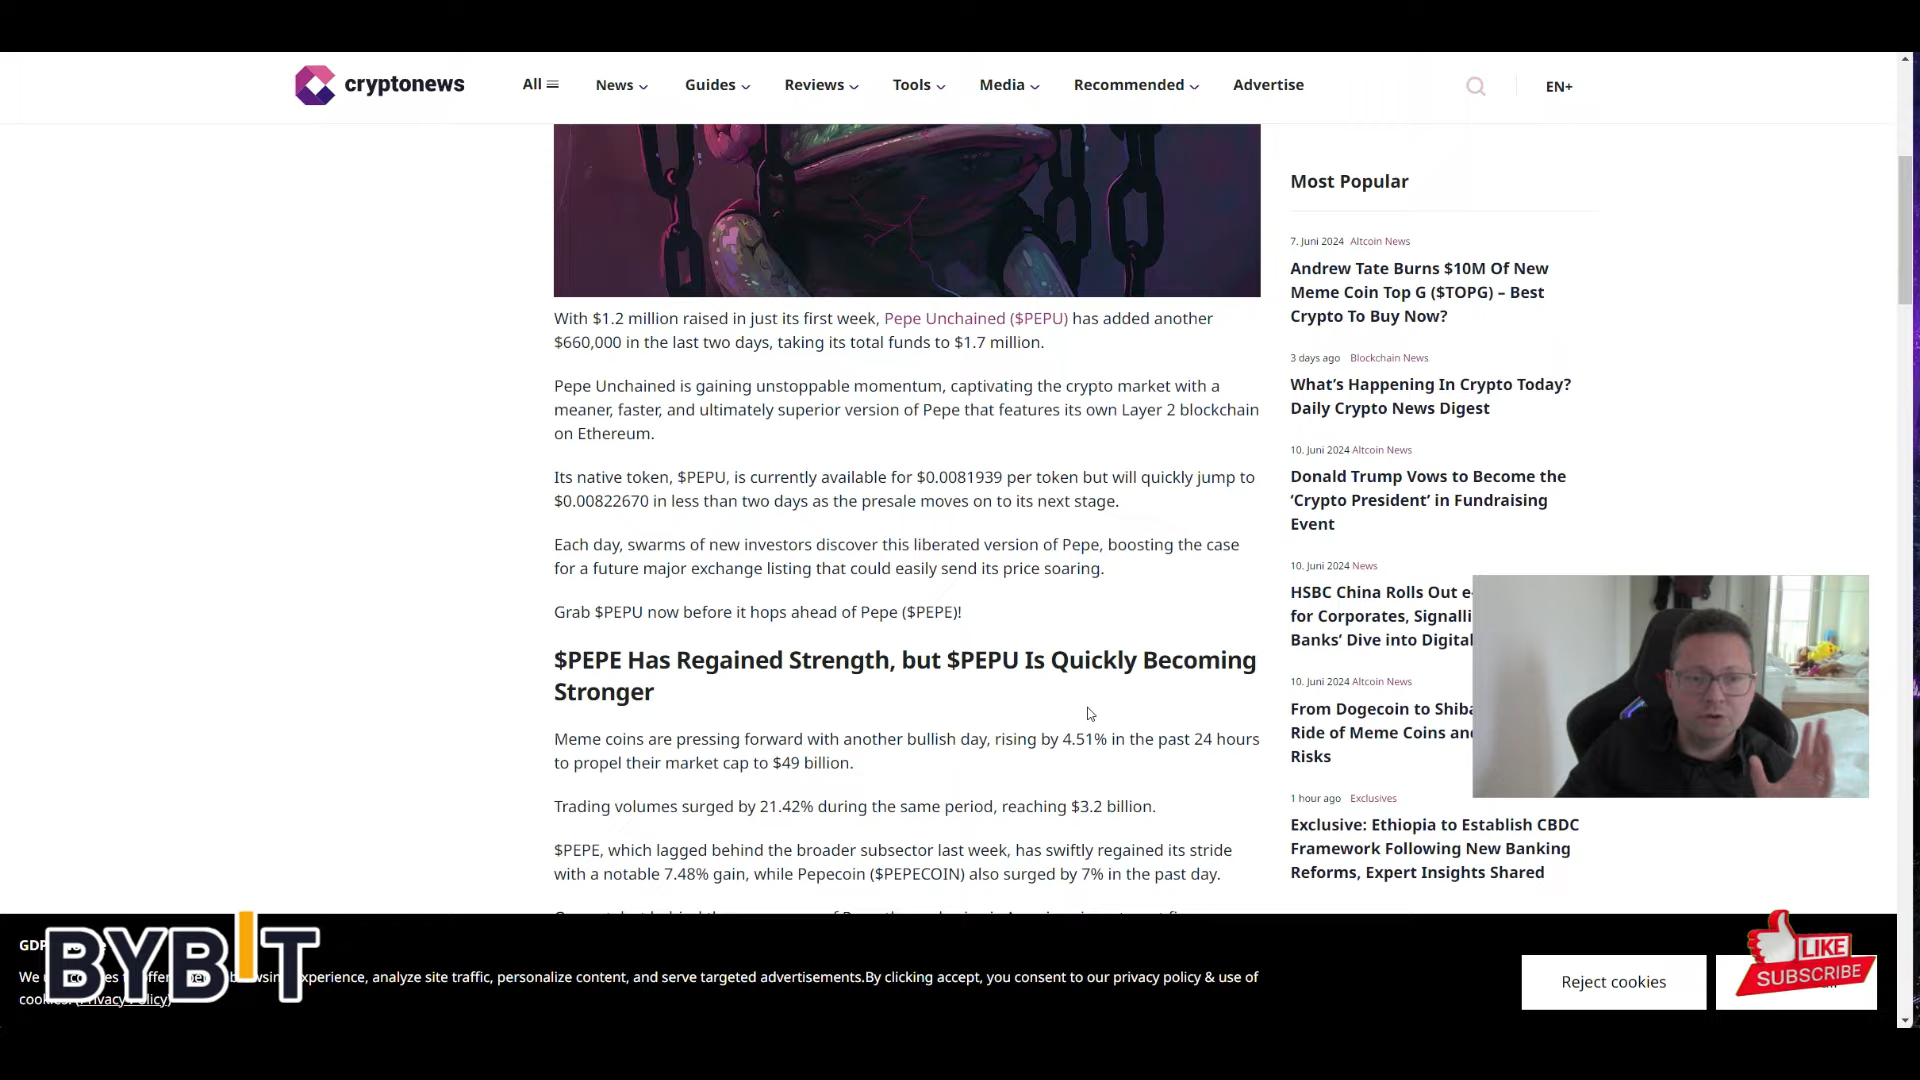 cryptonews
All
News
Guides
Reviews
Tools
Media
Recommended
Advertise
EN+
With $1.2 million raised in just its first week, Pepe Unchained ($PEPU) has added another
$660,000 in the last two days, taking its total funds to $1.7 million.
Pepe Unchained is gaining unstoppable momentum, captivating the crypto market with a
meaner, faster, and ultimately superior version of Pepe that features its own Layer 2 blockchain
on Ethereum.
Its native token, $PEPU, is currently available for $0.0081939 per token but will quickly jump to
$0.00822670 in less than two days as the presale moves on to its next stage.
Each day, swarms of new investors discover this liberated version of Pepe, boosting the case
for a future major exchange listing that could easily send its price soaring.
Grab $PEPU now before it hops ahead of Pepe ($PEPE)!
$PEPE Has Regained Strength, but $PEPU Is Quickly Becoming
Stronger
Meme coins are pressing forward with another bullish day, rising by 4.51% in the past 24 hours
to propel their market cap to $49 billion.
Trading volumes surged by 21.42% during the same period, reaching $3.2 billion.
$PEPE, which lagged behind the broader subsector last week, has swiftly regained its stride
with a notable 7.48% gain, while Pepecoin ($PEPECOIN) also surged by 7% in the past day.
Most Popular
7. Juni 2024 Altcoin News
Andrew Tate Burns $10M Of New
Meme Coin Top G ($TOPG) – Best
Crypto To Buy Now?
3 days ago Blockchain News
What’s Happening In Crypto Today?
Daily Crypto News Digest
10. Juni 2024 Altcoin News
Donald Trump Vows to Become the
‘Crypto President’ in Fundraising
Event
10. Juni 2024 News
HSBC China Rolls Out e-
for Corporates, Signalli
Banks’ Dive into Digital
10. Juni 2024 Altcoin News
From Dogecoin to Shiba
Ride of Meme Coins and
Risks
1 hour ago Exclusives
Exclusive: Ethiopia to Establish CBDC
Framework Following New Banking
Reforms, Expert Insights Shared
We experience, analyze site traffic, personalize content, and serve targeted advertisements.By clicking accept, you consent to our privacy policy & use of
(Privacy Policy)
BYBIT
Reject cookies
LIKE
SUBSCRIBE